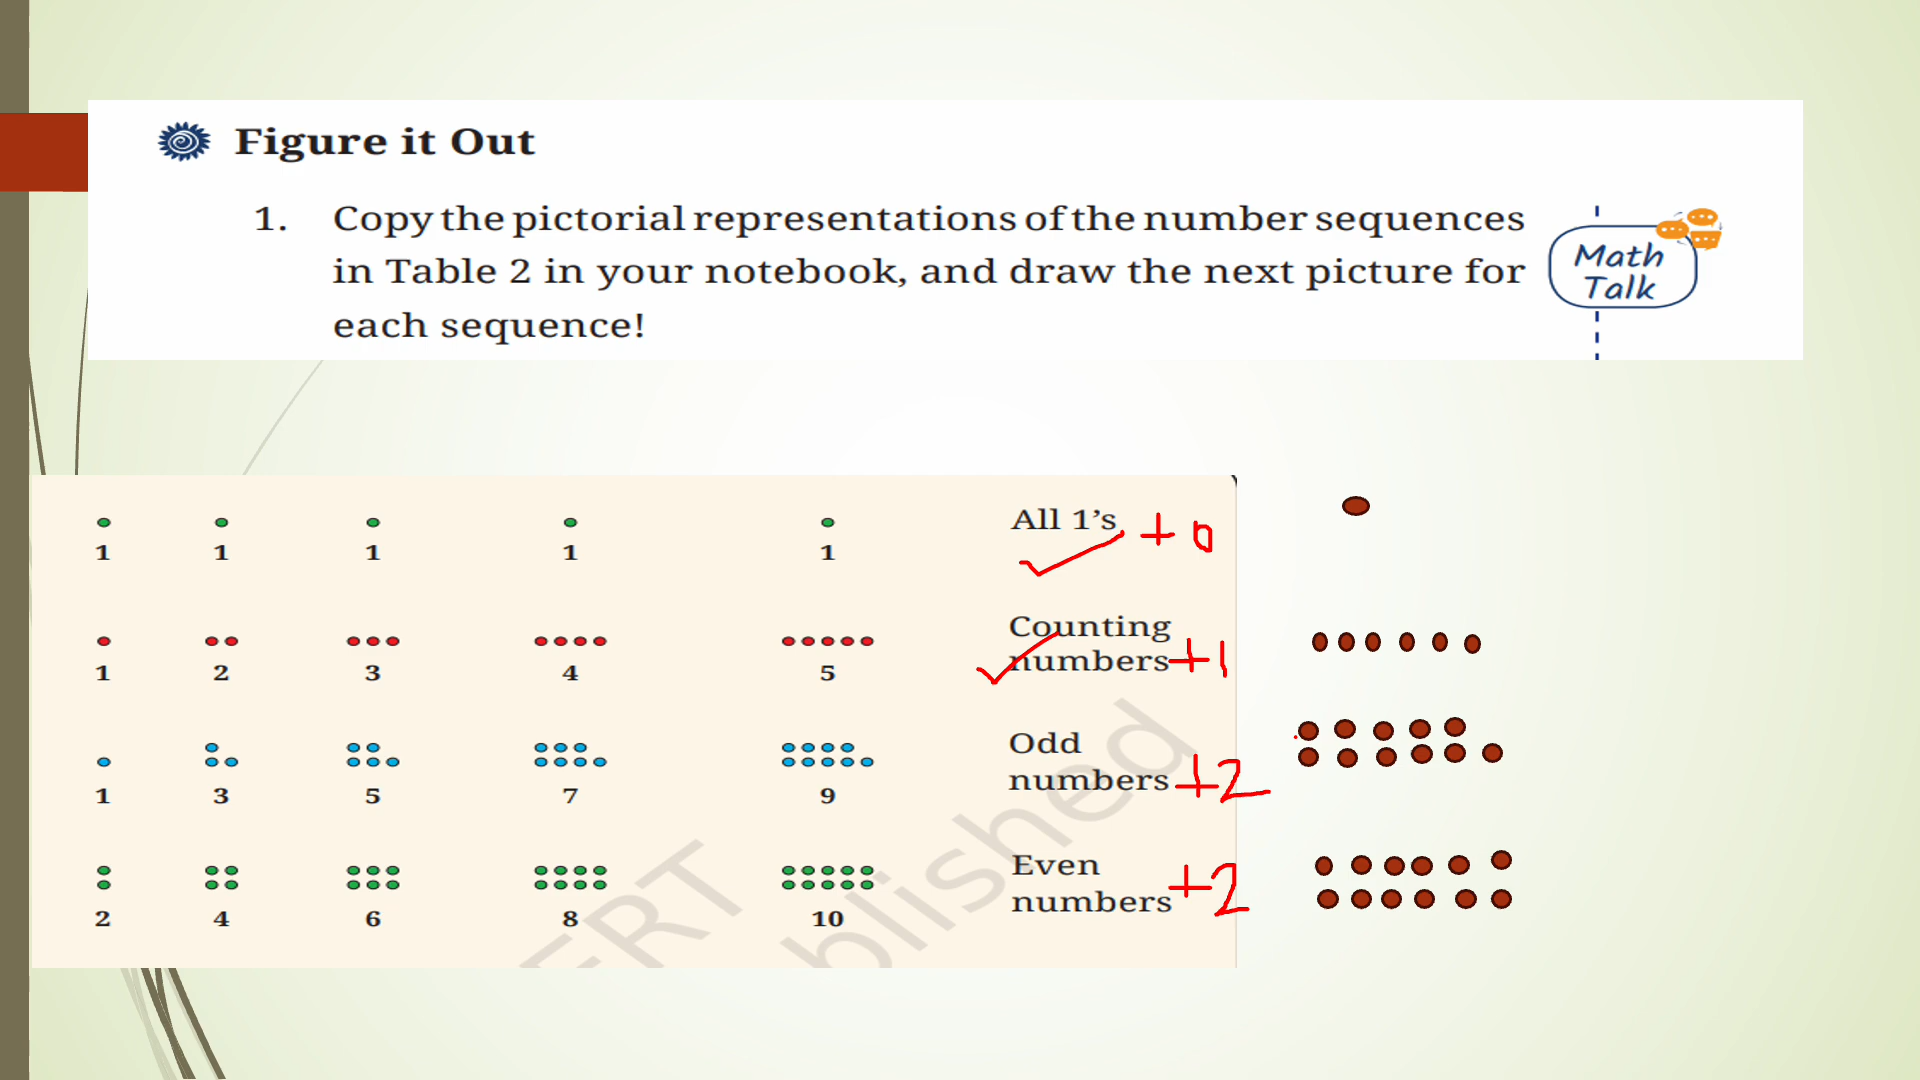 Figure it Out
1. Copy the pictorial representations of the number sequences
in Table 2 in your notebook, and draw the next picture for
each sequence!
Math
Talk
All 1's + 0
1 1 1 1 1
Counting
numbers +1
1 2 3 4 5
Odd
numbers +2
1 3 5 7 9
Even
numbers +2
2 4 6 8 10
ERT
blished